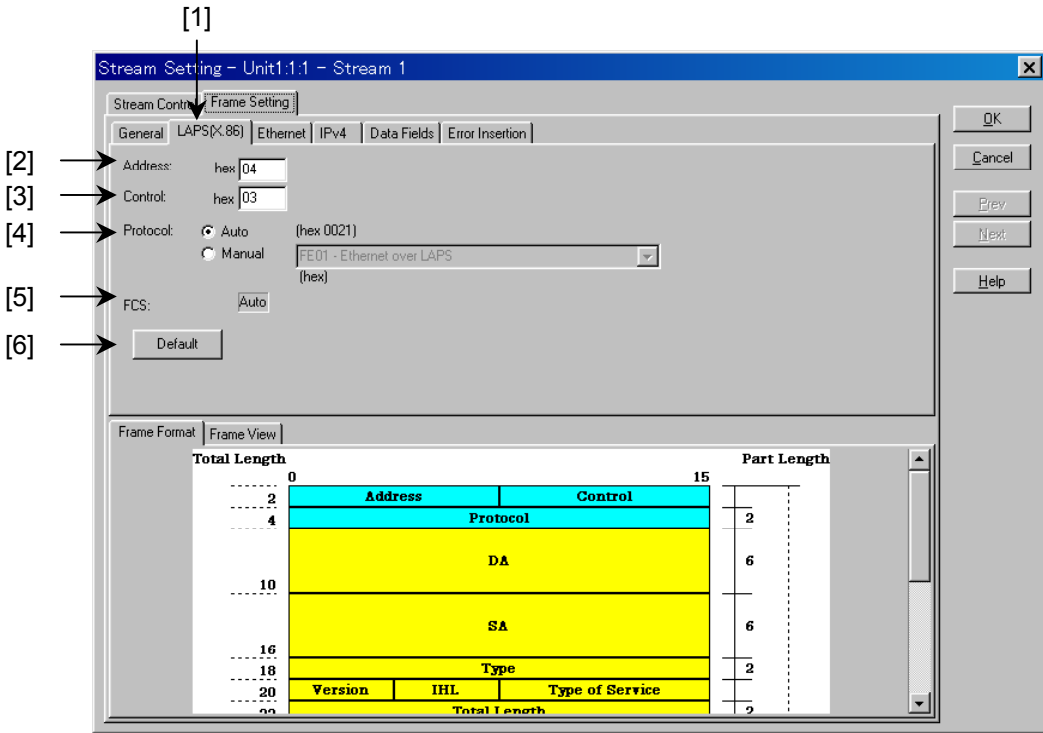 [1]
Stream Setting - Unit1:1:1 - Stream 1
Stream Contro Frame Setting
OK
General LAPS(X.86) Ethernet IPv4 Data Fields Error Insertion
[2] Address: hex 04
Cancel
[3] Control: hex 03
Prev
[4] Protocol: Auto (hex 0021)
Next
Manual FE01 - Ethernet over LAPS
(hex)
Help
[5] FCS: Auto
[6] Default
Frame Format Frame View
Total Length Part Length
0 15
2 Address Control
4 Protocol 2
DA 6
10
SA 6
16
18 Type 2
20 Version IHL Type of Service
22 Total Length 2